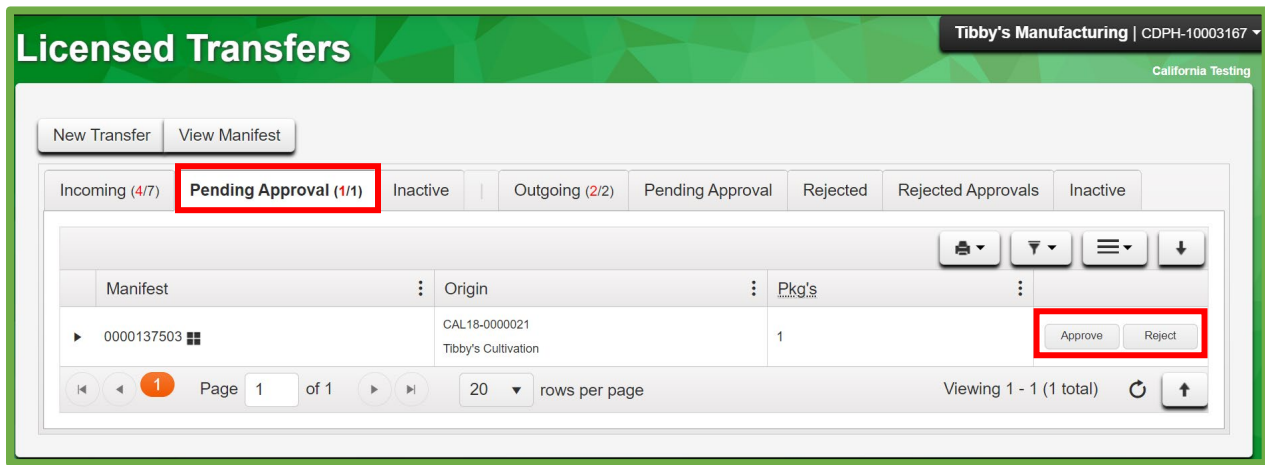 Licensed Transfers
Tibby's Manufacturing | CDPH-10003167
California Testing
New Transfer View Manifest
Incoming (4/7) Pending Approval (1/1) Inactive | Outgoing (2/2) Pending Approval Rejected Rejected Approvals Inactive
Manifest Origin Pkg's
0000137503 CAL18-0000021 1 Approve Reject
Tibby's Cultivation
1 Page 1 of 1 20 rows per page Viewing 1 - 1 (1 total)